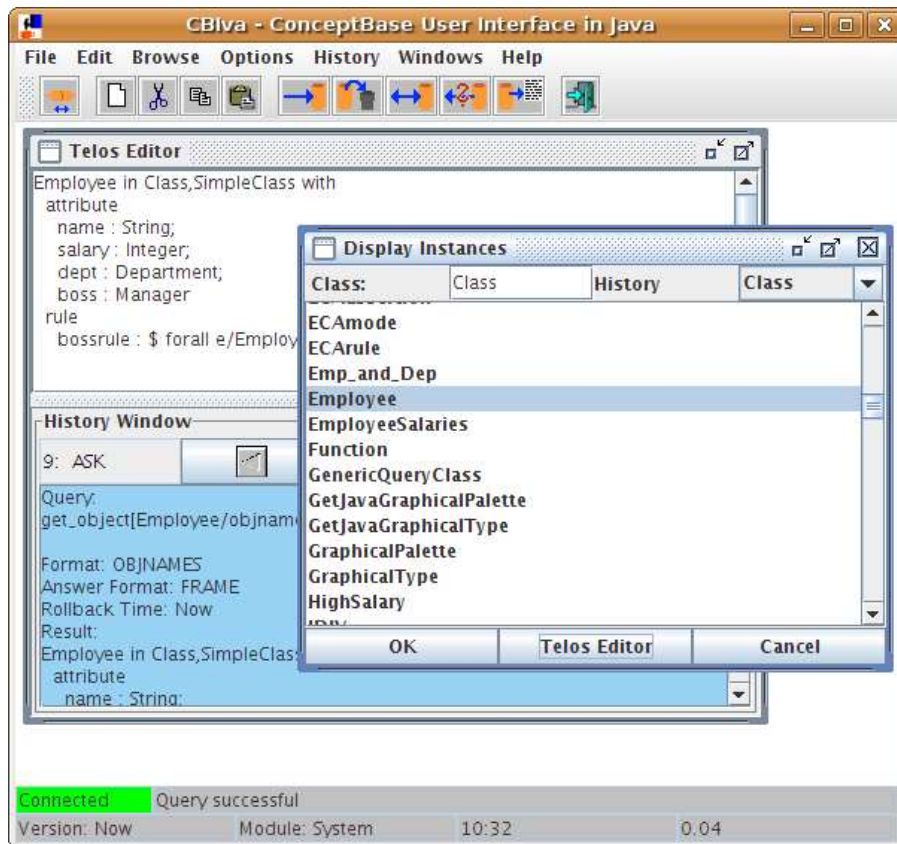 CBIva - ConceptBase User Interface in Java
File Edit Browse Options History Windows Help
Telos Editor
Employee in Class,SimpleClass with
attribute
name : String;
salary : Integer;
dept : Department;
boss : Manager
rule
bossrule : $ forall e/Employ
Display Instances
Class: Class History Class
ECAmode
ECArule
Emp_and_Dep
Employee
EmployeeSalaries
Function
GenericQueryClass
GetJavaGraphicalPalette
GetJavaGraphicalType
GraphicalPalette
GraphicalType
HighSalary
OK Telos Editor Cancel
History Window
9: ASK
Query:
get_object[Employee/objname
Format: OBJNAMES
Answer Format: FRAME
Rollback Time: Now
Result:
Employee in Class,SimpleClas
attribute
name : String;
Connected Query successful
Version: Now Module: System 10:32 0.04